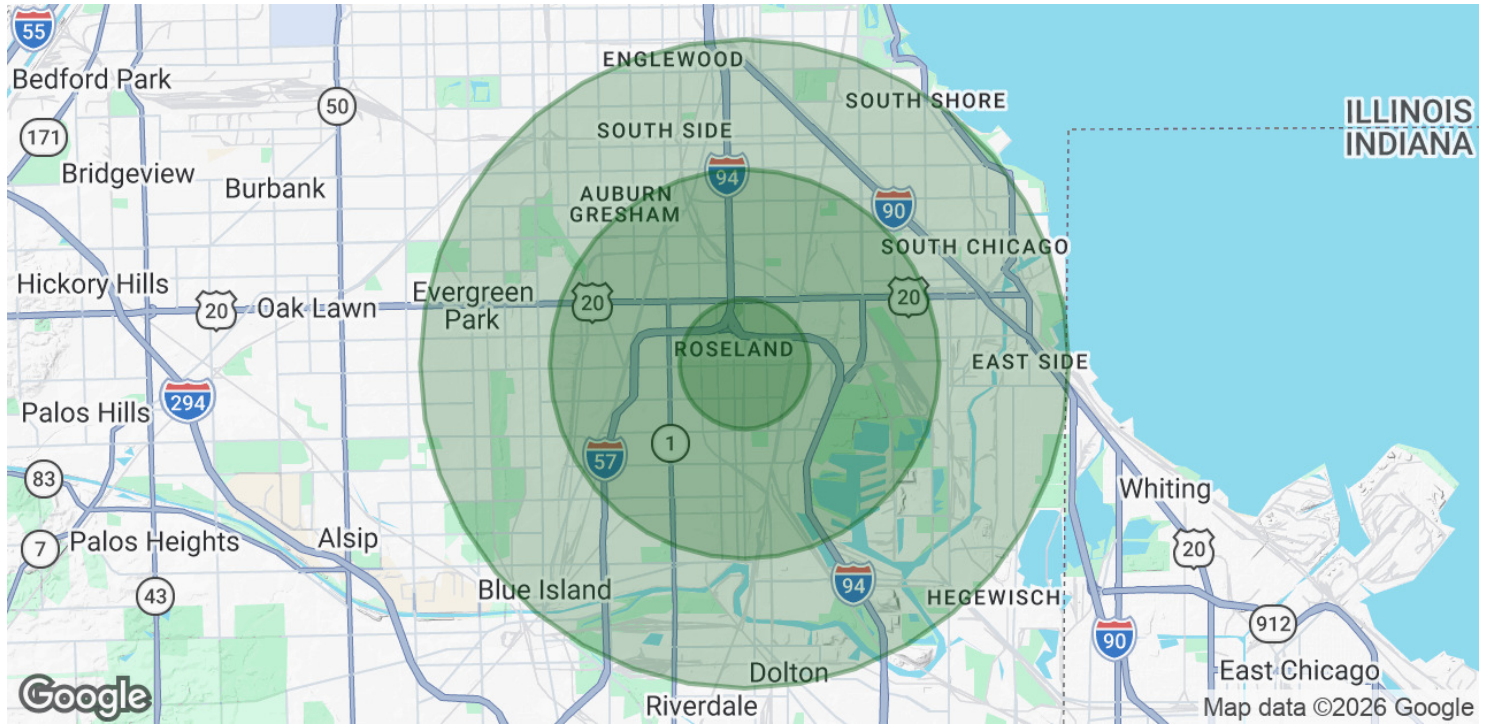 55
ENGLEWOOD
Bedford Park
50
SOUTH SHORE
ILLINOIS
INDIANA
171
SOUTH SIDE
Bridgeview
Burbank
94
AUBURN
GRESHAM
90
SOUTH CHICAGO
Hickory Hills
20
Oak Lawn
Evergreen
Park
20
20
ROSELAND
EAST SIDE
294
Palos Hills
1
57
83
Whiting
7
Palos Heights
Alsip
20
43
Blue Island
94
HEGEWISCH
912
90
Dolton
East Chicago
Google
Riverdale
Map data ©2026 Google